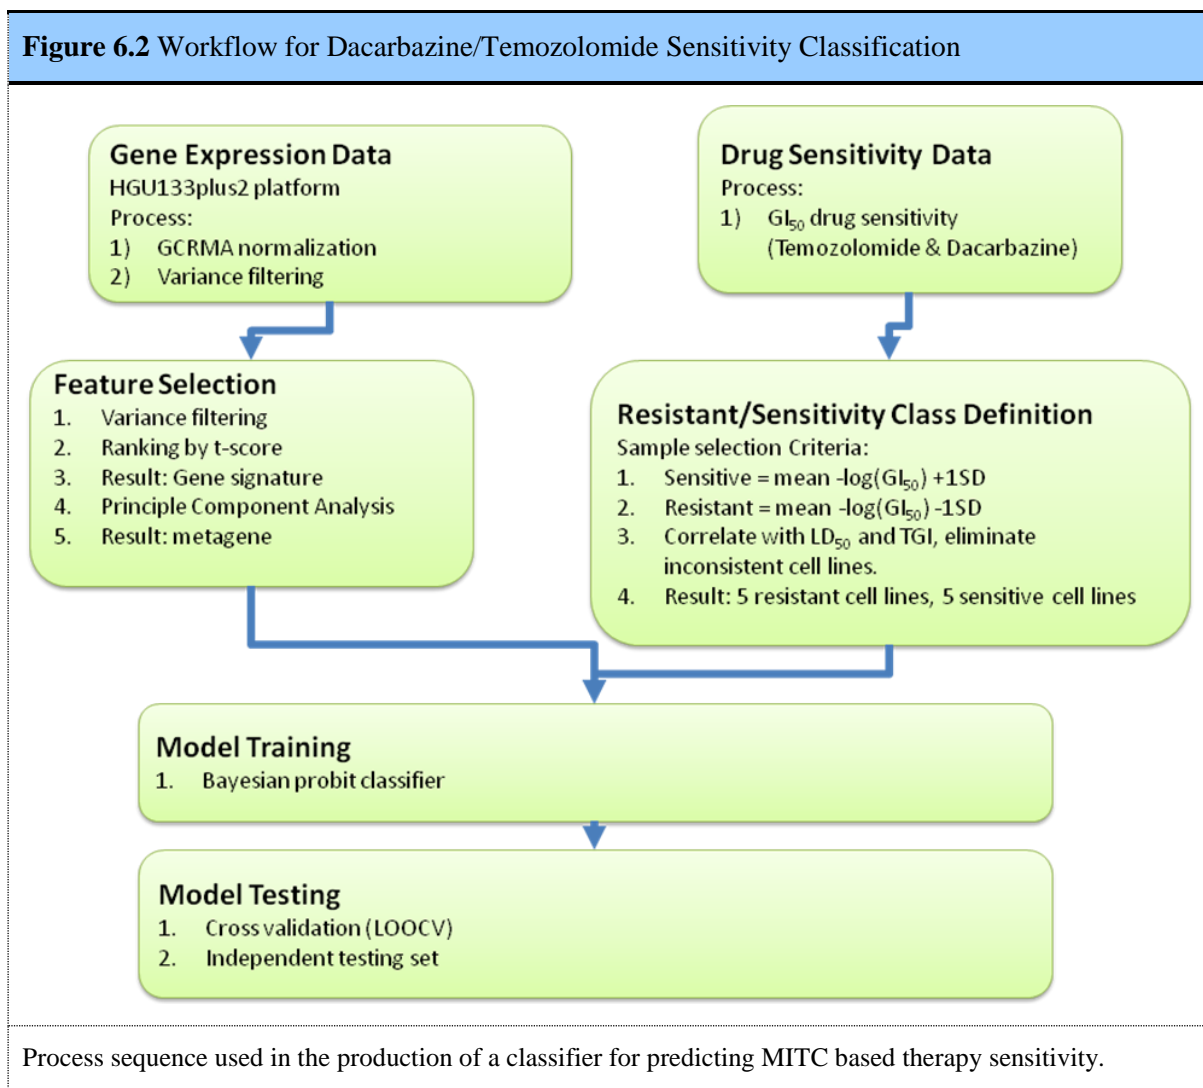 Figure 6.2 Workflow for Dacarbazine/Temozolomide Sensitivity Classification
Gene Expression Data
HGU133plus2 platform
Process:
1) GCRMA normalization
2) Variance filtering
Drug Sensitivity Data
Process:
1) GI₅₀ drug sensitivity
(Temozolomide & Dacarbazine)
Feature Selection
1. Variance filtering
2. Ranking by t-score
3. Result: Gene signature
4. Principle Component Analysis
5. Result: metagene
Resistant/Sensitivity Class Definition
Sample selection Criteria:
1. Sensitive = mean -log(GI₅₀) +1SD
2. Resistant = mean -log(GI₅₀) -1SD
3. Correlate with LD₅₀ and TGI, eliminate
inconsistent cell lines.
4. Result: 5 resistant cell lines, 5 sensitive cell lines
Model Training
1. Bayesian probit classifier
Model Testing
1. Cross validation (LOOCV)
2. Independent testing set
Process sequence used in the production of a classifier for predicting MITC based therapy sensitivity.